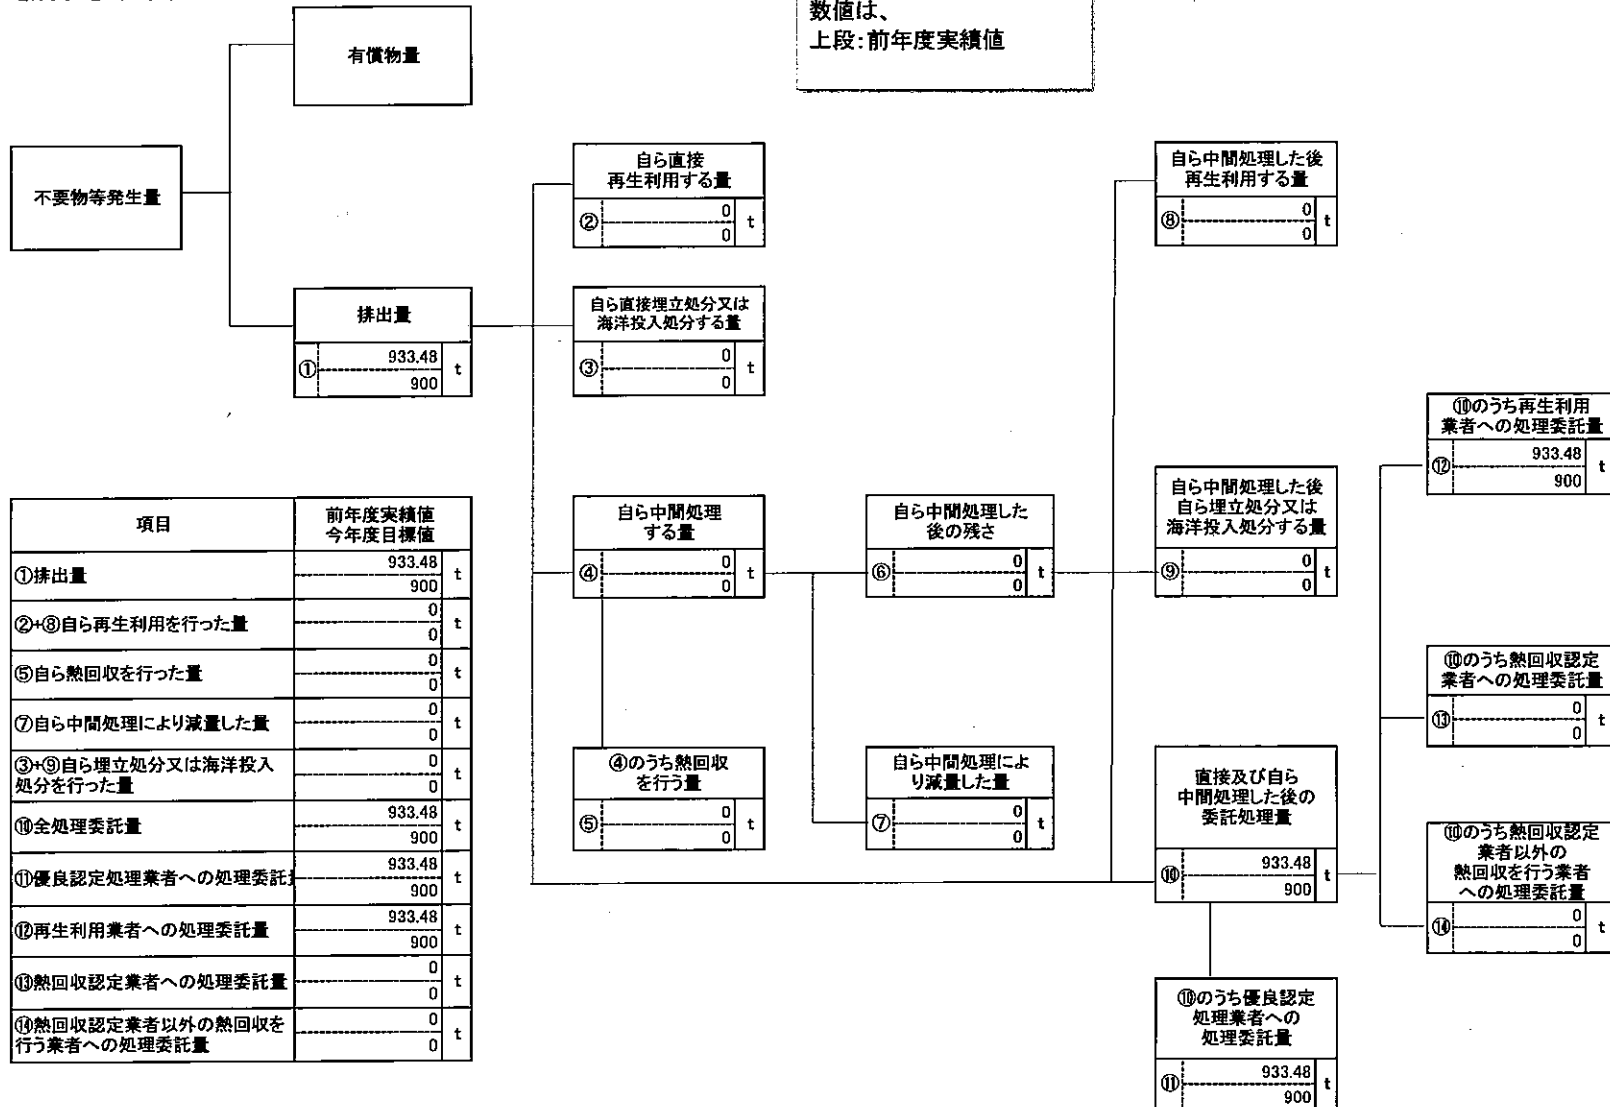 数値は、
上段:前年度実績値
有償物量
不要物等発生量
排出量
① 933.48 t
900
自ら直接
再生利用する量
② 0 t
0
自ら直接埋立処分又は
海洋投入処分する量
③ 0 t
0
自ら中間処理した後
再生利用する量
⑧ 0 t
0
⑩のうち再生利用
業者への処理委託量
⑫ 933.48 t
900
自ら中間処理
する量
④ 0 t
0
自ら中間処理した
後の残さ
⑥ 0 t
0
自ら中間処理した後
自ら埋立処分又は
海洋投入処分する量
⑨ 0 t
0
⑩のうち熱回収認定
業者への処理委託量
⑬ 0 t
0
④のうち熱回収
を行う量
⑤ 0 t
0
自ら中間処理によ
り減量した量
⑦ 0 t
0
直接及び自ら
中間処理した後の
委託処理量
⑩ 933.48 t
900
⑩のうち熱回収認定
業者以外の
熱回収を行う業者
への処理委託量
⑭ 0 t
0
⑩のうち優良認定
処理業者への
処理委託量
⑪ 933.48 t
900
項目 前年度実績値
今年度目標値
①排出量 933.48 t
900
②+⑧自ら再生利用を行った量 0 t
0
⑤自ら熱回収を行った量 0 t
0
⑦自ら中間処理により減量した量 0 t
0
③+⑨自ら埋立処分又は海洋投入
処分を行った量 0 t
0
⑩全処理委託量 933.48 t
900
⑪優良認定処理業者への処理委託 933.48 t
900
⑫再生利用業者への処理委託量 933.48 t
900
⑬熱回収認定業者への処理委託量 0 t
0
⑭熱回収認定業者以外の熱回収を
行う業者への処理委託量 0 t
0